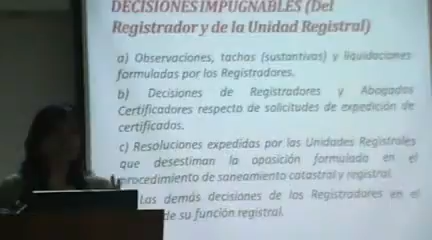 DECISIONES IMPUGNABLES (Del
Registrador y de la Unidad Registral)
a) Observaciones, tachas (sustantivas) y liquidaciones
formuladas por los Registradores.
b) Decisiones de Registradores y Abogados
Certificadores respecto de solicitudes de expedición de
certificados.
c) Resoluciones expedidas por las Unidades Registrales
que desestiman la oposición formulada en el
procedimiento de saneamiento catastral y registral.
Las demás decisiones de los Registradores en el
de su función registral.